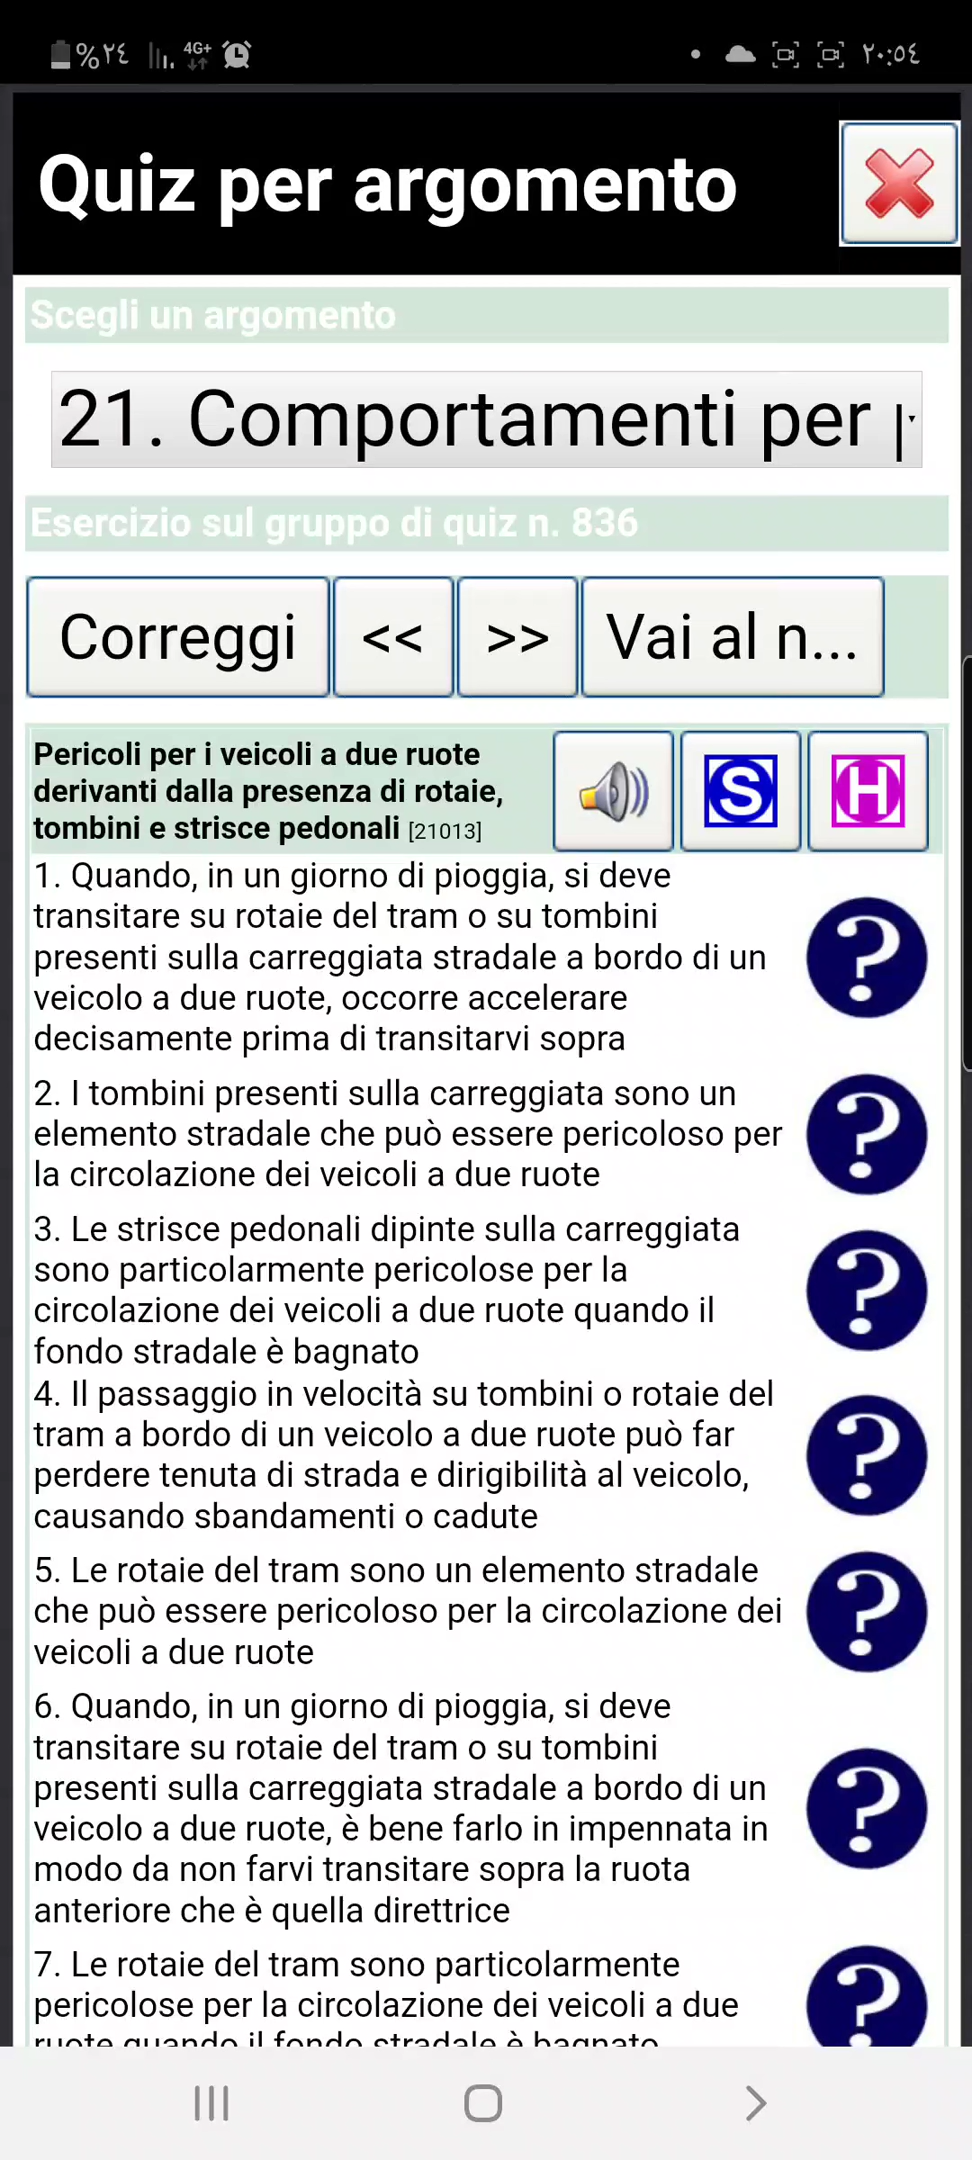 %٢٤ 4G+ ٢٠:٥٤
Quiz per argomento
Scegli un argomento
21. Comportamenti per
Esercizio sul gruppo di quiz n. 836
Correggi << >> Vai al n...
Pericoli per i veicoli a due ruote
derivanti dalla presenza di rotaie,
tombini e strisce pedonali [21013]
S H
1. Quando, in un giorno di pioggia, si deve
transitare su rotaie del tram o su tombini
presenti sulla carreggiata stradale a bordo di un
veicolo a due ruote, occorre accelerare
decisamente prima di transitarvi sopra
?
2. I tombini presenti sulla carreggiata sono un
elemento stradale che può essere pericoloso per
la circolazione dei veicoli a due ruote
?
3. Le strisce pedonali dipinte sulla carreggiata
sono particolarmente pericolose per la
circolazione dei veicoli a due ruote quando il
fondo stradale è bagnato
?
4. Il passaggio in velocità su tombini o rotaie del
tram a bordo di un veicolo a due ruote può far
perdere tenuta di strada e dirigibilità al veicolo,
causando sbandamenti o cadute
?
5. Le rotaie del tram sono un elemento stradale
che può essere pericoloso per la circolazione dei
veicoli a due ruote
?
6. Quando, in un giorno di pioggia, si deve
transitare su rotaie del tram o su tombini
presenti sulla carreggiata stradale a bordo di un
veicolo a due ruote, è bene farlo in impennata in
modo da non farvi transitare sopra la ruota
anteriore che è quella direttrice
?
7. Le rotaie del tram sono particolarmente
pericolose per la circolazione dei veicoli a due
ruote quando il fondo stradale è bagnato
?